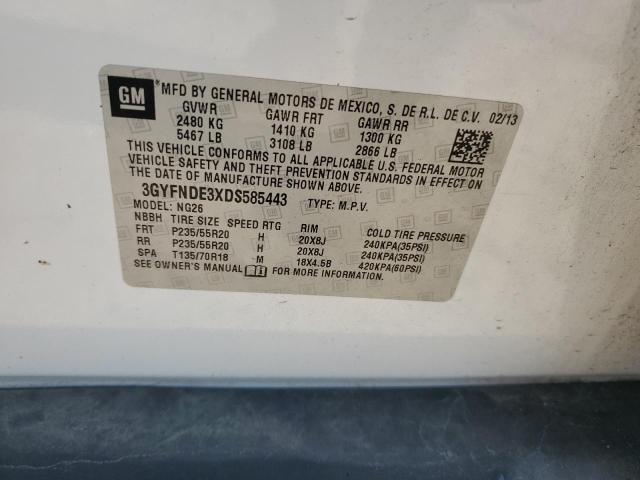 GM
*MFD BY GENERAL MOTORS DE MEXICO, S. DE R.L. DE C.V. 02/13
GVWR GAWR FRT GAWR RR
2480 KG 1410 KG 1300 KG
5467 LB 3108 LB 2866 LB
THIS VEHICLE CONFORMS TO ALL APPLICABLE U.S. FEDERAL MOTOR
VEHICLE SAFETY AND THEFT PREVENTION STANDARDS IN EFFECT ON
THE DATE OF MANUFACTURE SHOWN ABOVE.
3GYFNDE3XDS585443 TYPE: M.P.V.
MODEL: NG26
NBBH TIRE SIZE SPEED RTG RIM COLD TIRE PRESSURE
FRT P235/55R20 H 20X8J 240KPA(35PSI)
RR P235/55R20 H 20X8J 240KPA(35PSI)
SPA T135/70R18 M 18X4.5B 420KPA(60PSI)
SEE OWNER'S MANUAL FOR MORE INFORMATION.